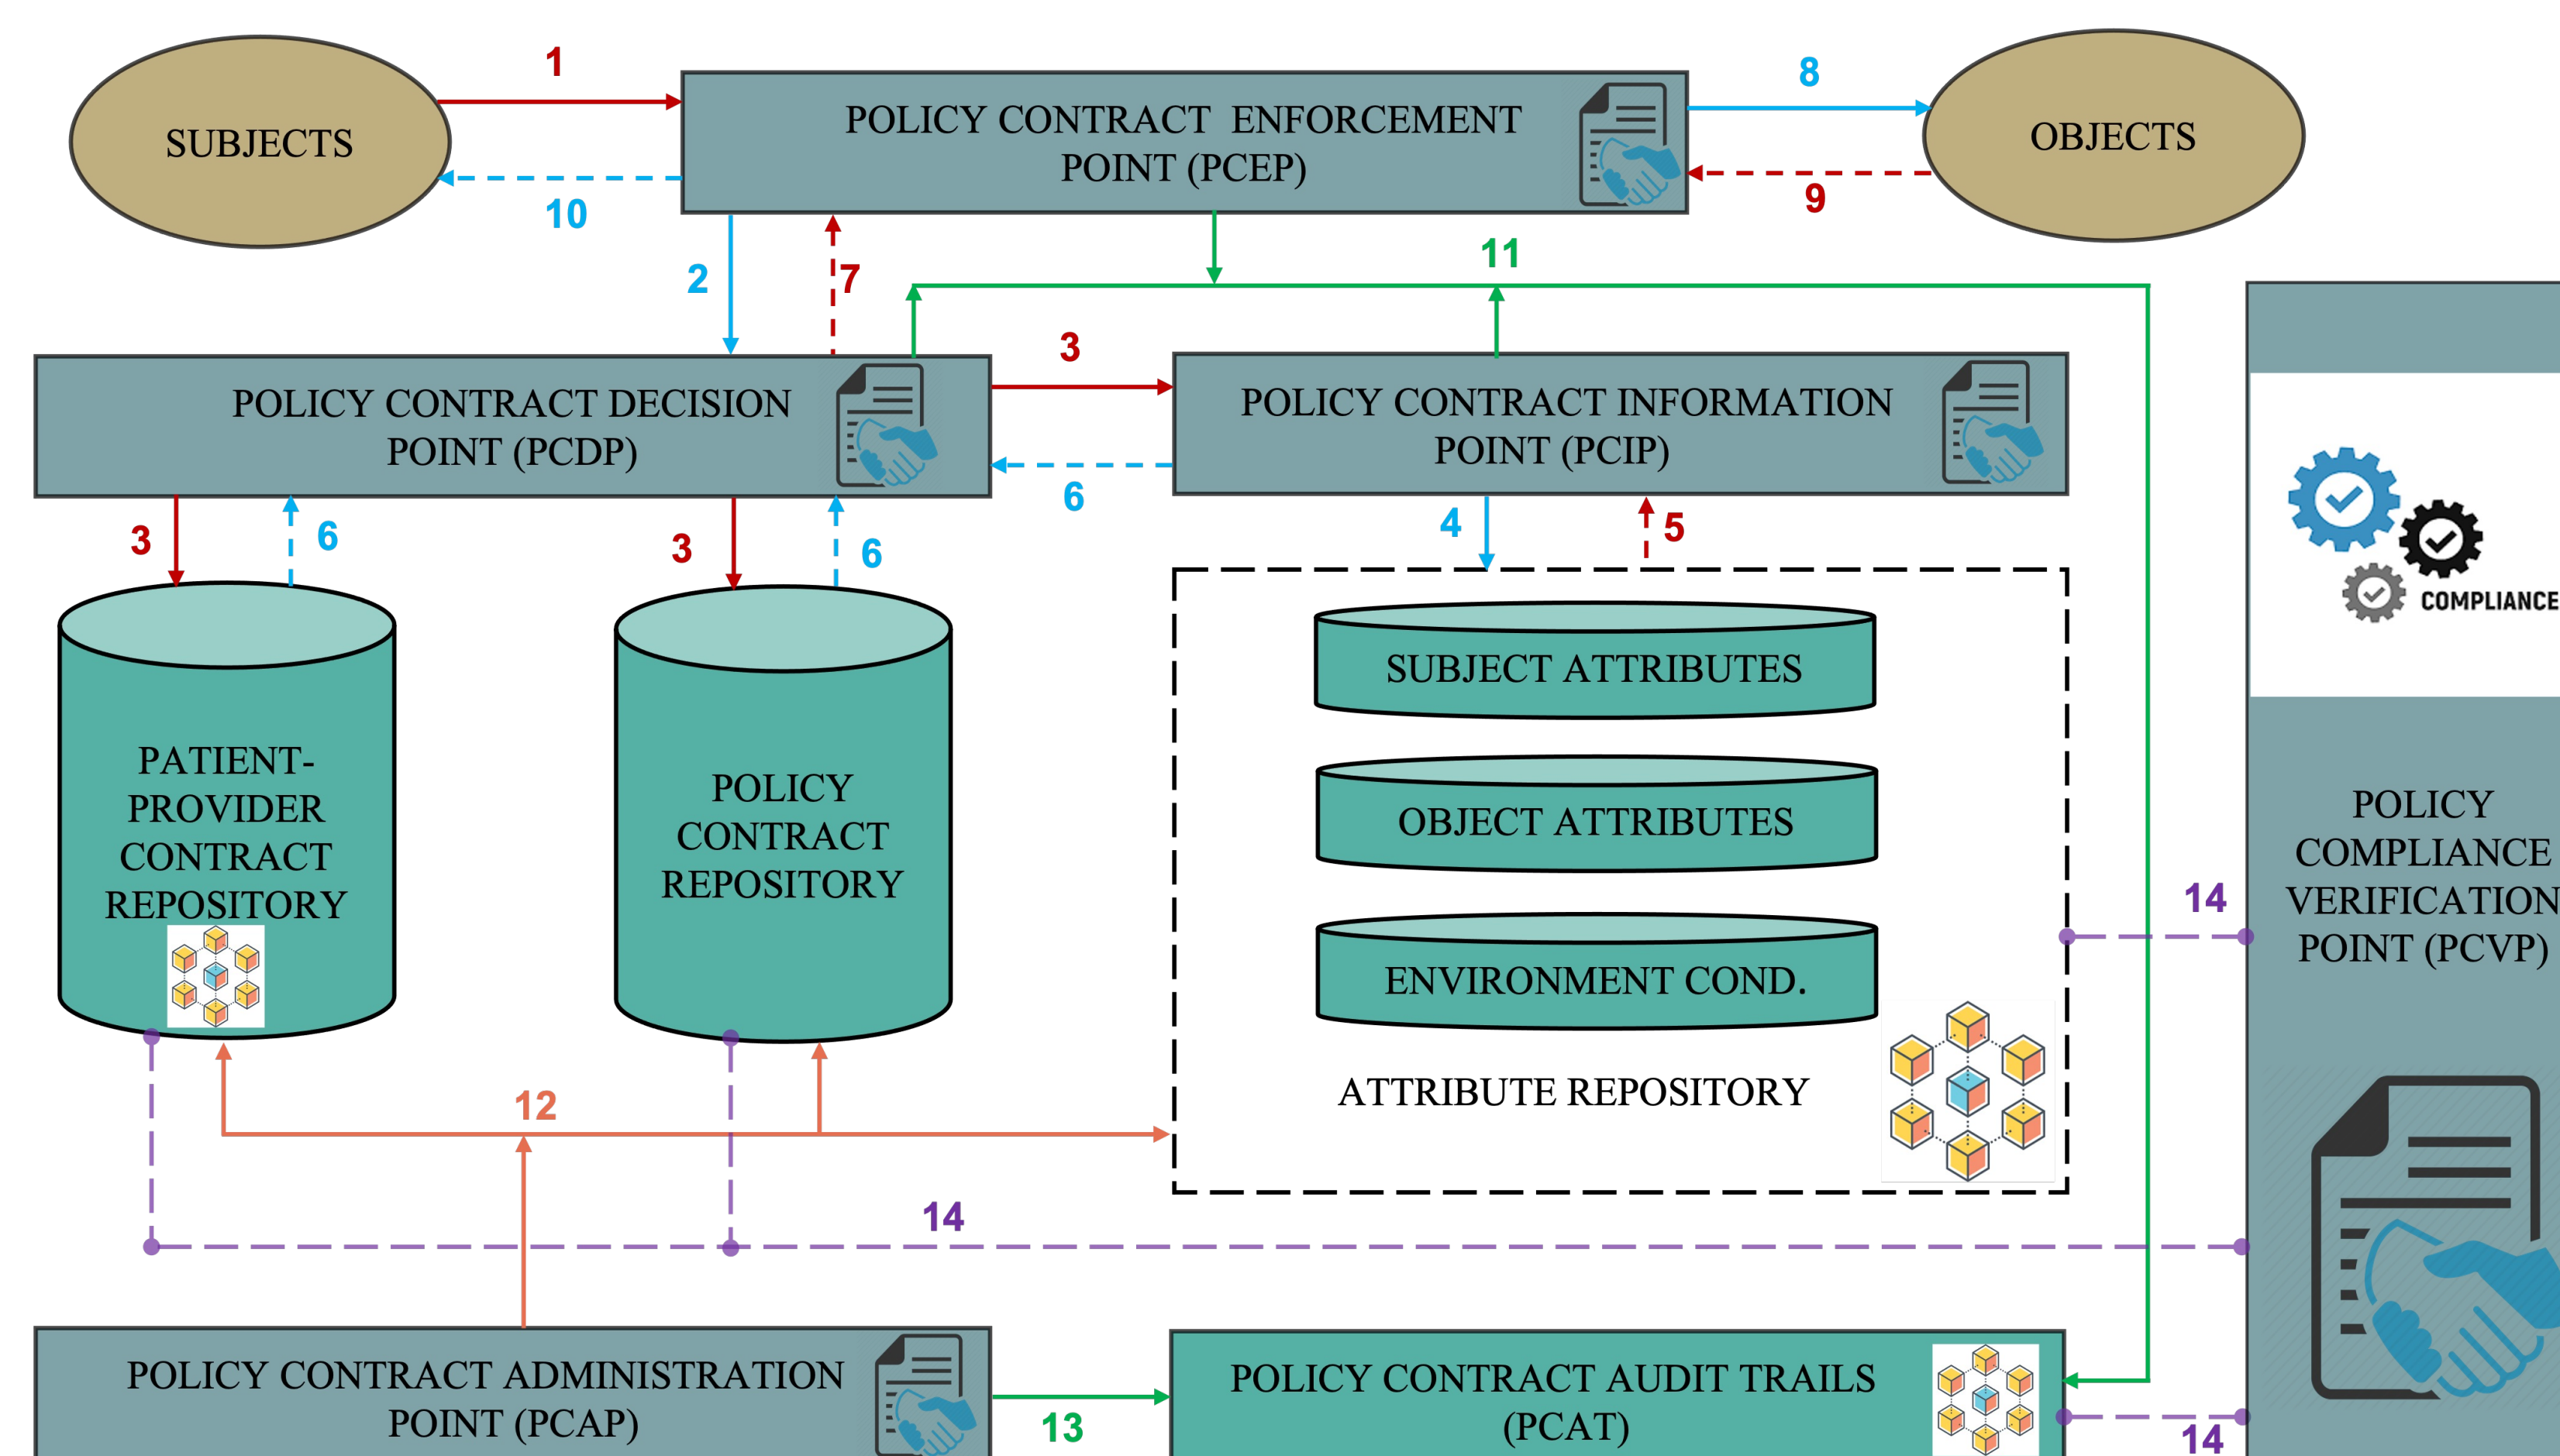 1
8
SUBJECTS
POLICY CONTRACT ENFORCEMENT
POINT (PCEP)
OBJECTS
10
9
2
7
11
3
POLICY CONTRACT DECISION
POINT (PCDP)
POLICY CONTRACT INFORMATION
POINT (PCIP)
6
3
6
3
6
4
5
COMPLIANCE
SUBJECT ATTRIBUTES
OBJECT ATTRIBUTES
ENVIRONMENT COND.
ATTRIBUTE REPOSITORY
PATIENT-
PROVIDER
CONTRACT
REPOSITORY
POLICY
CONTRACT
REPOSITORY
POLICY
COMPLIANCE
VERIFICATION
POINT (PCVP)
14
12
14
POLICY CONTRACT ADMINISTRATION
POINT (PCAP)
13
POLICY CONTRACT AUDIT TRAILS
(PCAT)
14